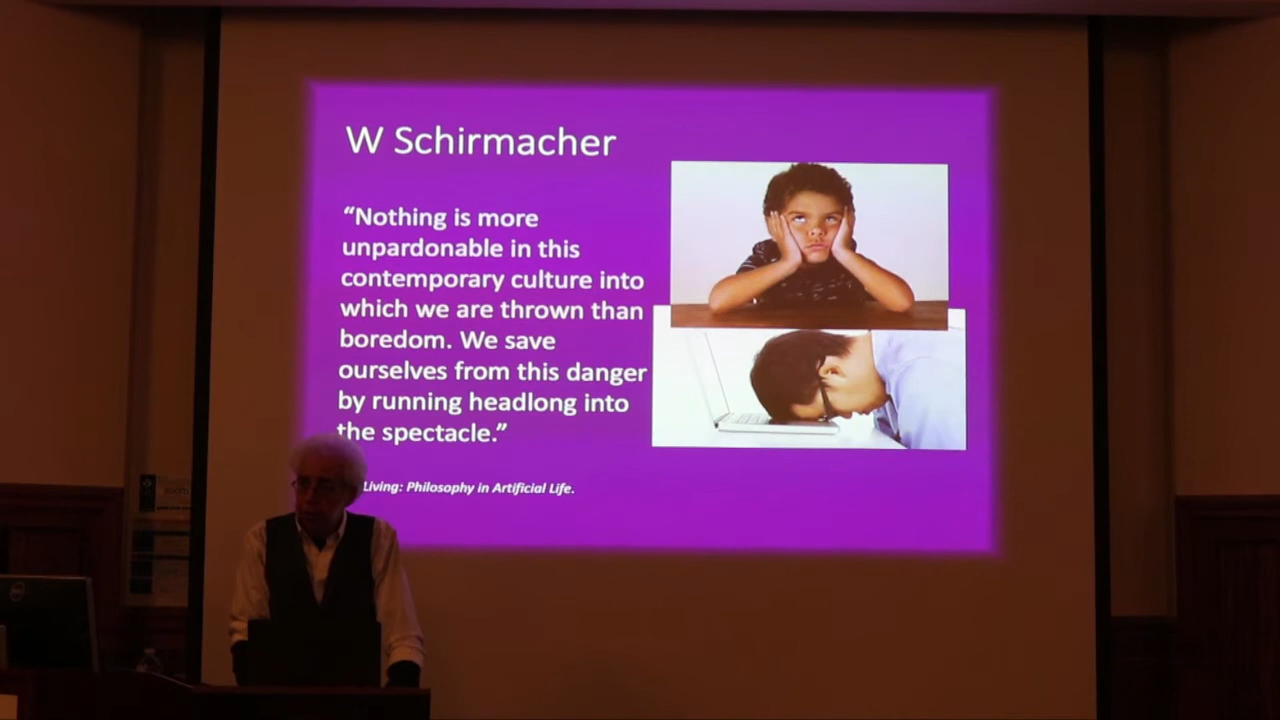 W Schirmacher
“Nothing is more
unpardonable in this
contemporary culture into
which we are thrown than
boredom. We save
ourselves from this danger
by running headlong into
the spectacle.”
Living: Philosophy in Artificial Life.
DELL